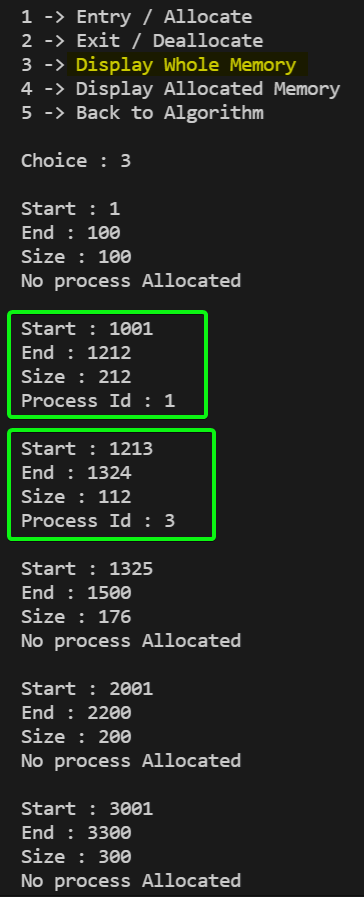 1 -> Entry / Allocate
2 -> Exit / Deallocate
3 -> Display Whole Memory
4 -> Display Allocated Memory
5 -> Back to Algorithm
Choice : 3
Start : 1
End : 100
Size : 100
No process Allocated
Start : 1001
End : 1212
Size : 212
Process Id : 1
Start : 1213
End : 1324
Size : 112
Process Id : 3
Start : 1325
End : 1500
Size : 176
No process Allocated
Start : 2001
End : 2200
Size : 200
No process Allocated
Start : 3001
End : 3300
Size : 300
No process Allocated